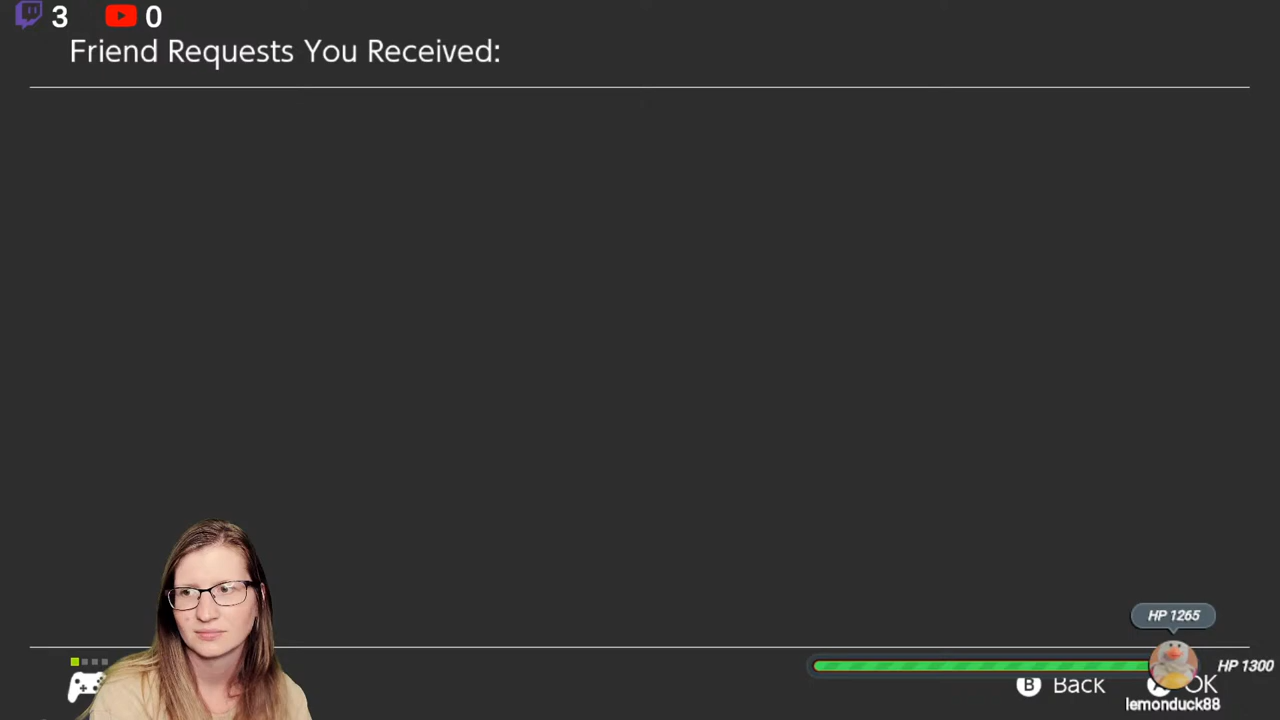 3 0
Friend Requests You Received:
HP 1265
HP 1300
B Back A OK
lemonduck88